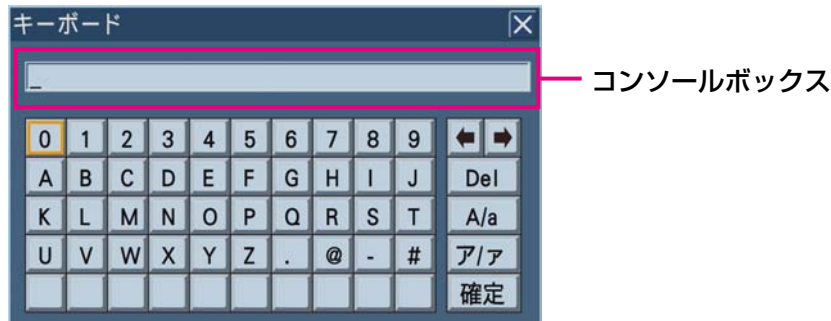 キーボード
_
コンソールボックス
0 1 2 3 4 5 6 7 8 9
A B C D E F G H I J Del
K L M N O P Q R S T A/a
U V W X Y Z . @ - # ア/ァ
確定